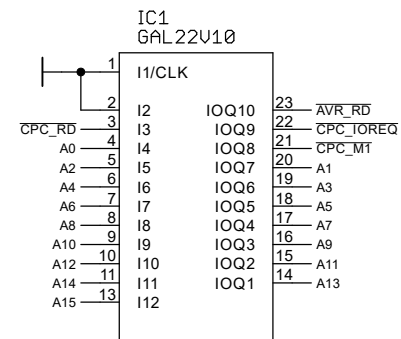 IC1
GAL22V10
1 I1/CLK
2 I2 IOQ10 23 AVR_RD
CPC_RD 3 I3 IOQ9 22 CPC_IOREQ
A0 4 I4 IOQ8 21 CPC_M1
A2 5 I5 IOQ7 20 A1
A4 6 I6 IOQ6 19 A3
A6 7 I7 IOQ5 18 A5
A8 8 I8 IOQ4 17 A7
A10 9 I9 IOQ3 16 A9
A12 10 I10 IOQ2 15 A11
A14 11 I11 IOQ1 14 A13
A15 13 I12